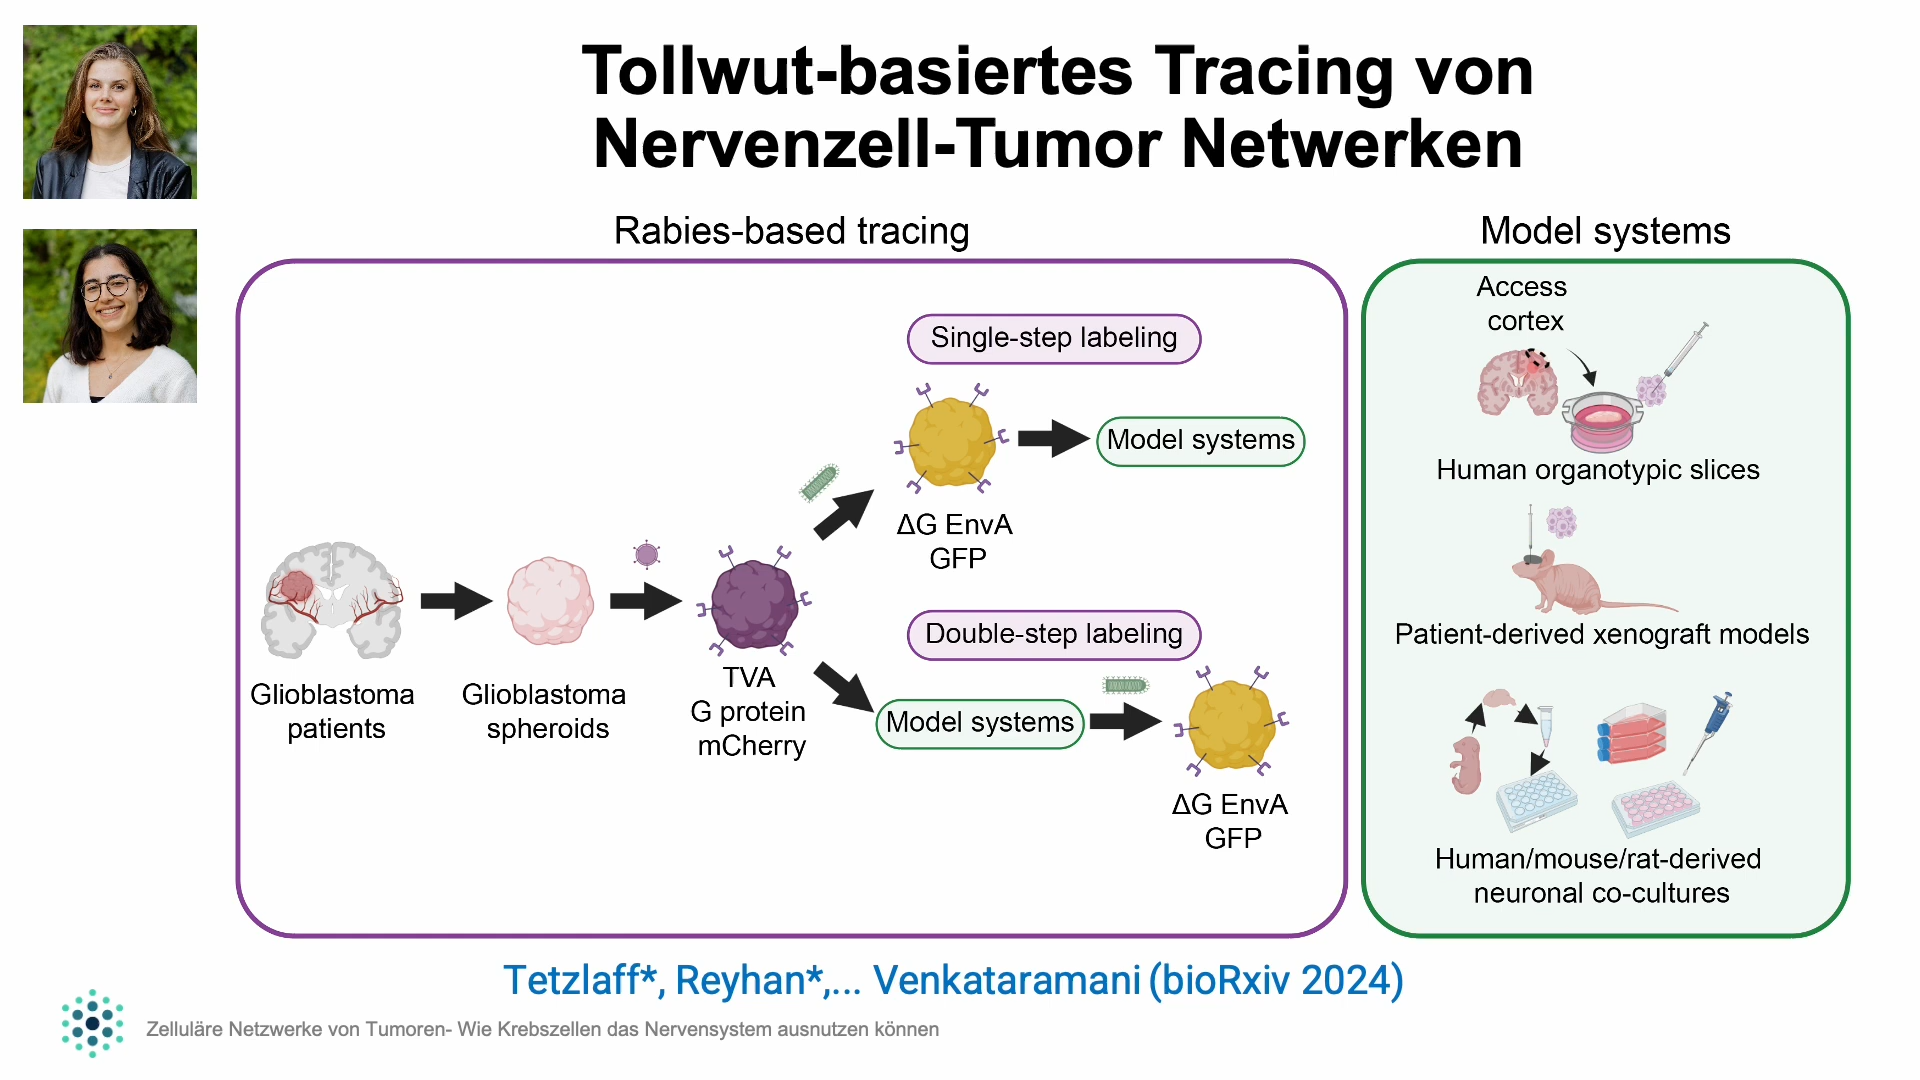 Tollwut-basiertes Tracing von
Nervenzell-Tumor Netwerken
Rabies-based tracing
Single-step labeling
Model systems
ΔG EnvA
GFP
Glioblastoma
patients
Glioblastoma
spheroids
TVA
G protein
mCherry
Double-step labeling
Model systems
ΔG EnvA
GFP
Model systems
Access
cortex
Human organotypic slices
Patient-derived xenograft models
Human/mouse/rat-derived
neuronal co-cultures
Tetzlaff*, Reyhan*,... Venkataramani (bioRxiv 2024)
Zelluläre Netzwerke von Tumoren- Wie Krebszellen das Nervensystem ausnutzen können